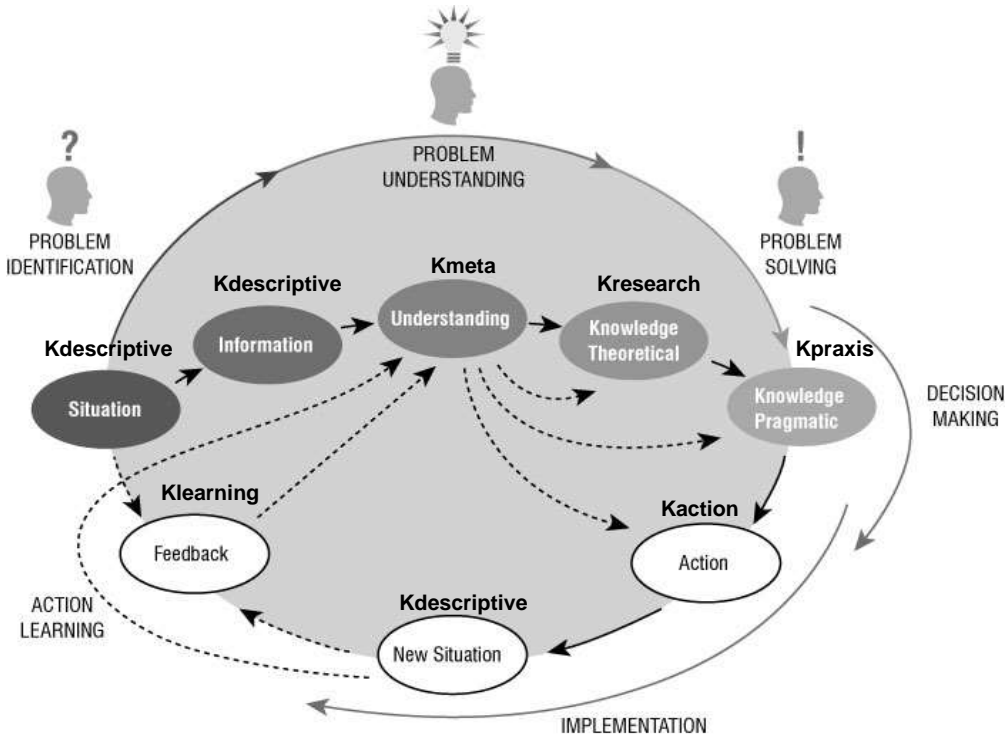 ?
!
PROBLEM
UNDERSTANDING
PROBLEM
IDENTIFICATION
PROBLEM
SOLVING
Kmeta
Kdescriptive
Kresearch
Understanding
Information
Knowledge
Theoretical
Kdescriptive
Kpraxis
Situation
Knowledge
Pragmatic
DECISION
MAKING
Klearning
Kaction
Feedback
Action
ACTION
LEARNING
Kdescriptive
New Situation
IMPLEMENTATION